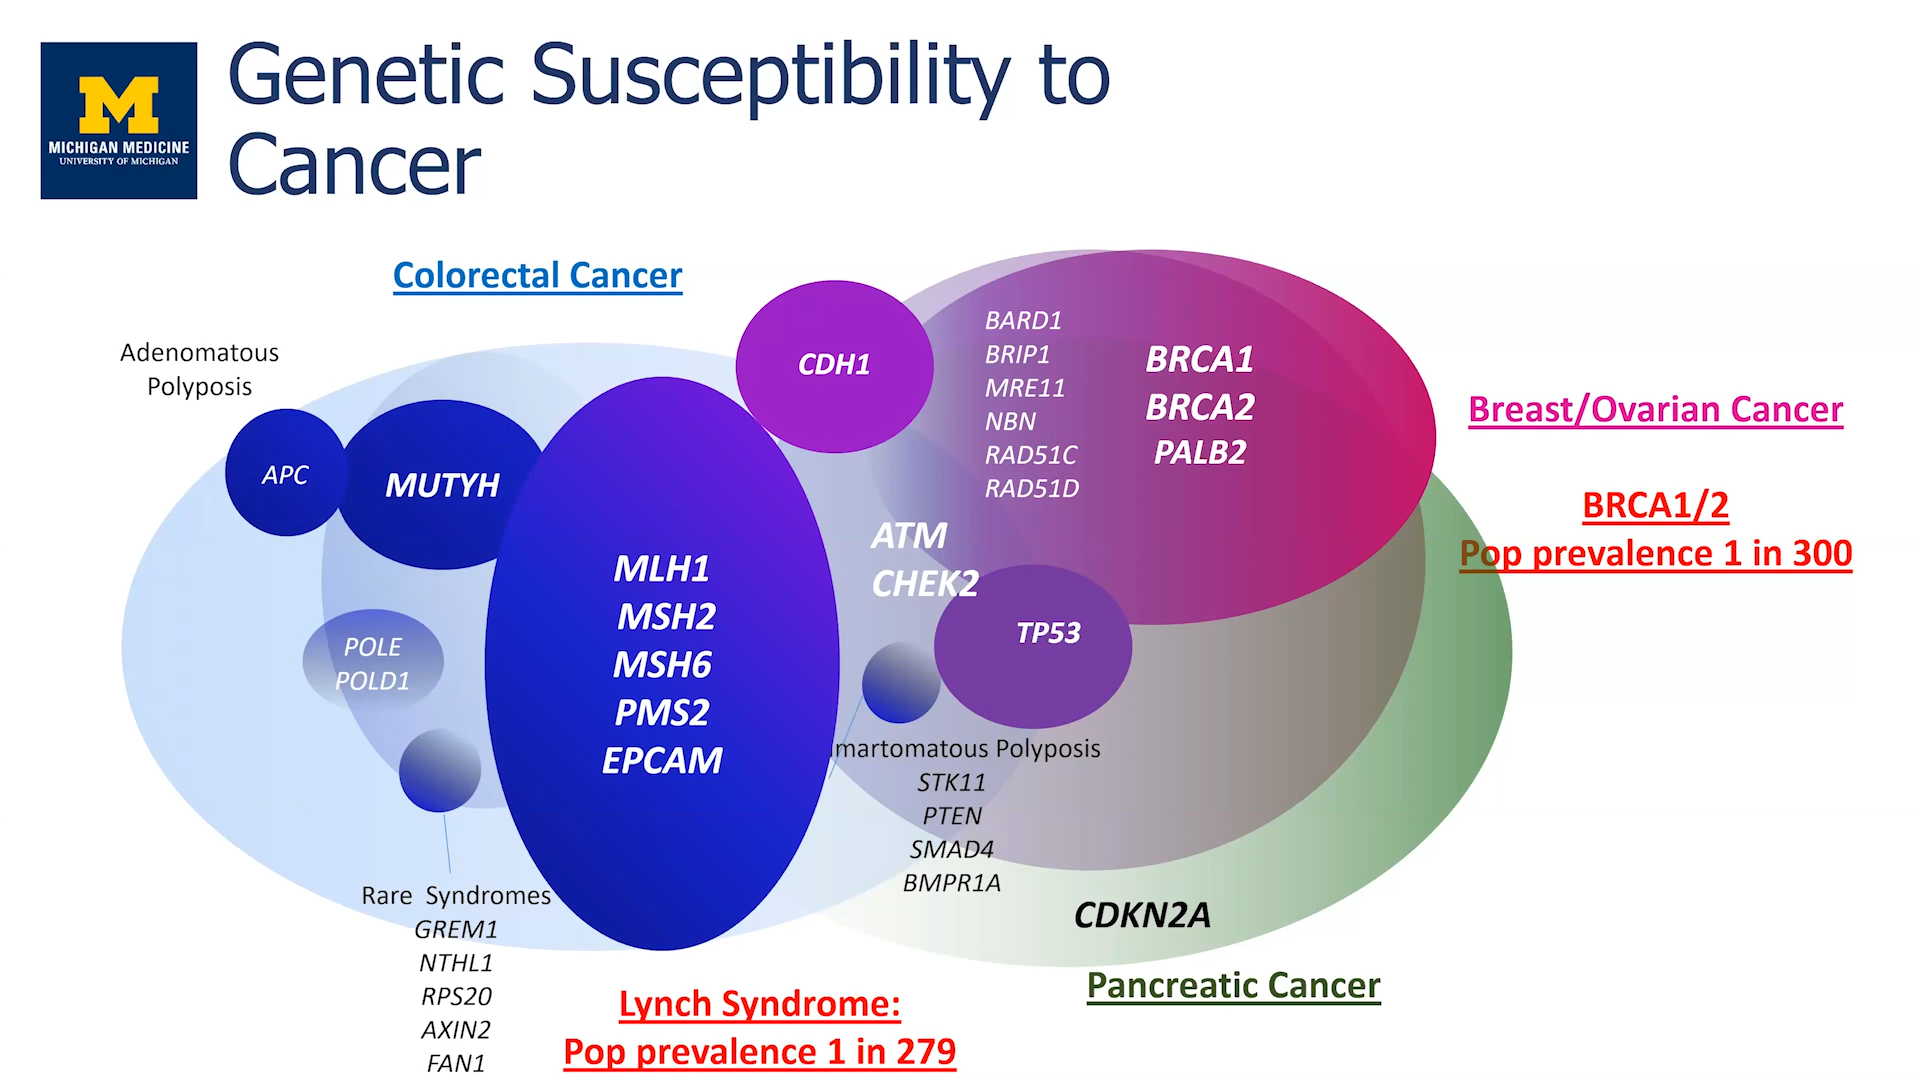 M
MICHIGAN MEDICINE
UNIVERSITY OF MICHIGAN
Genetic Susceptibility to
Cancer
Colorectal Cancer
Adenomatous
Polyposis
APC
MUTYH
POLE
POLD1
MLH1
MSH2
MSH6
PMS2
EPCAM
CDH1
BARD1
BRIP1
MRE11
NBN
RAD51C
RAD51D
BRCA1
BRCA2
PALB2
ATM
CHEK2
TP53
Breast/Ovarian Cancer
BRCA1/2
Pop prevalence 1 in 300
martomatous Polyposis
STK11
PTEN
SMAD4
BMPR1A
CDKN2A
Pancreatic Cancer
Rare Syndromes
GREM1
NTHL1
RPS20
AXIN2
FAN1
Lynch Syndrome:
Pop prevalence 1 in 279